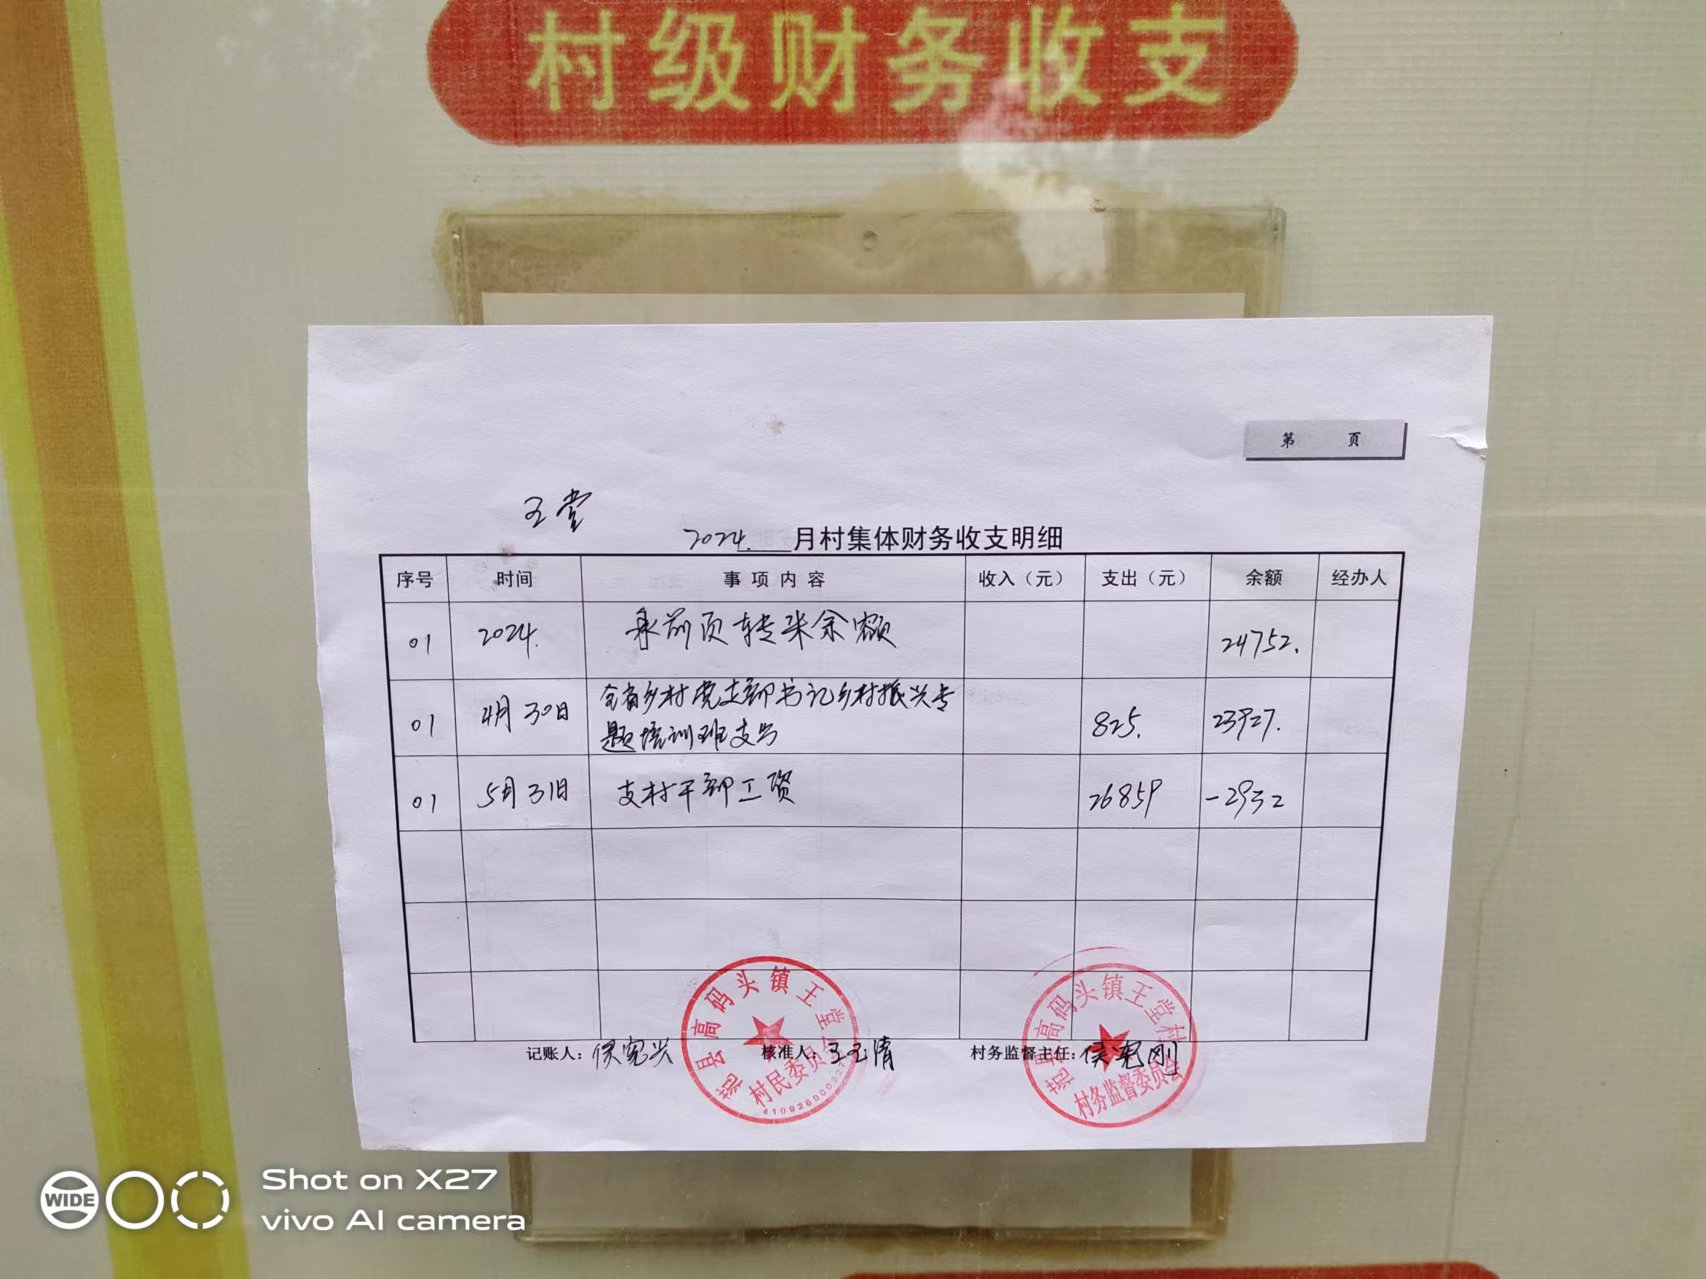 村级财务收支
第 页
王堂
2024. 月村集体财务收支明细
序号 时间 事项内容 收入（元） 支出（元） 余额 经办人
01 2024. 承前页转来余额 24752.
01 4月30日 全省乡村党支部书记乡村振兴专
题培训班支与 825. 23927.
01 5月31日 支村干部工资 26859 -2932
记账人：侯宪兴 核准人：王玉清 村务监督主任：侯宪刚
范县高码头镇王堂
村民委员会
范县高码头镇王堂村
村务监督委员会
WIDE
Shot on X27
vivo AI camera